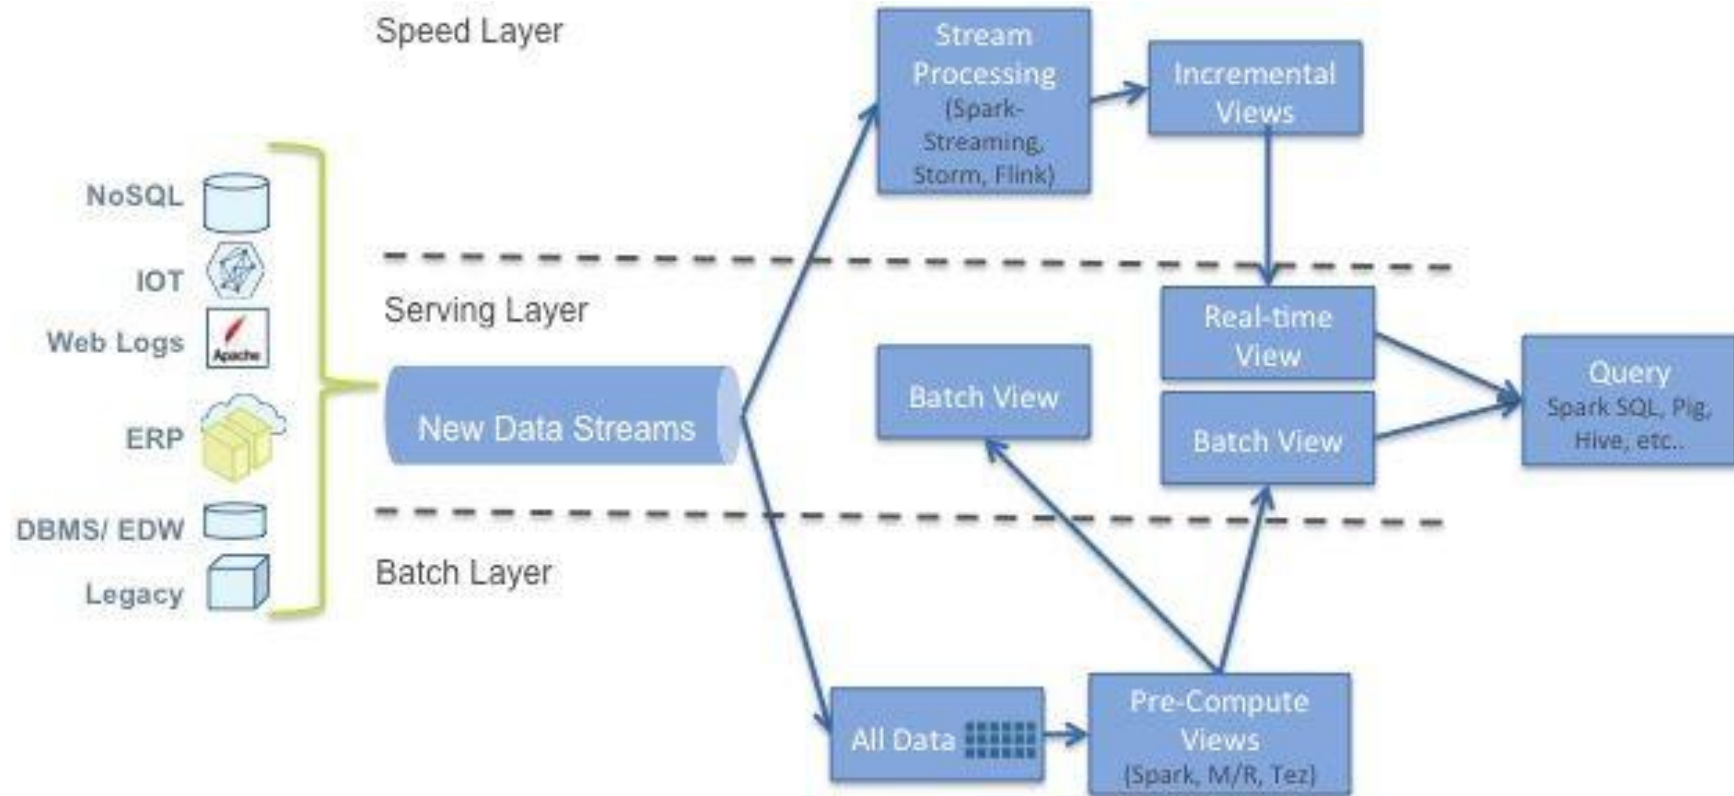 Speed Layer
Stream
Processing
(Spark-
Streaming,
Storm, Flink)
Incremental
Views
NoSQL
IOT
Web Logs
Apache
ERP
DBMS/ EDW
Legacy
Serving Layer
New Data Streams
Batch View
Real-time
View
Batch View
Query
Spark SQL, Pig,
Hive, etc..
Batch Layer
All Data
Pre-Compute
Views
(Spark, M/R, Tez)